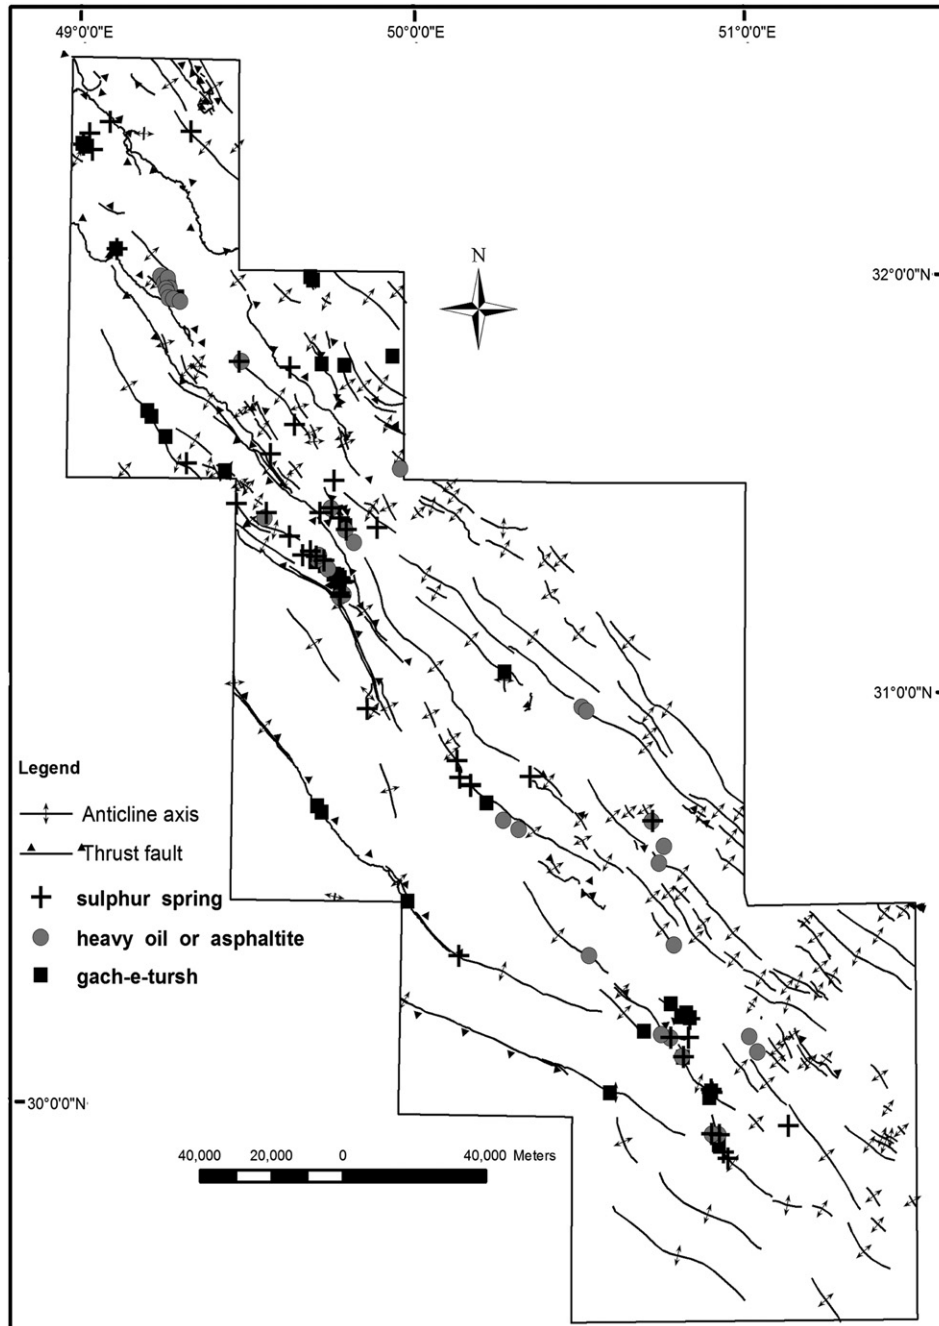 49°0'0"E 50°0'0"E 51°0'0"E
N
32°0'0"N
31°0'0"N
Legend
Anticline axis
Thrust fault
sulphur spring
heavy oil or asphaltite
gach-e-tursh
30°0'0"N
40,000 20,000 0 40,000 Meters